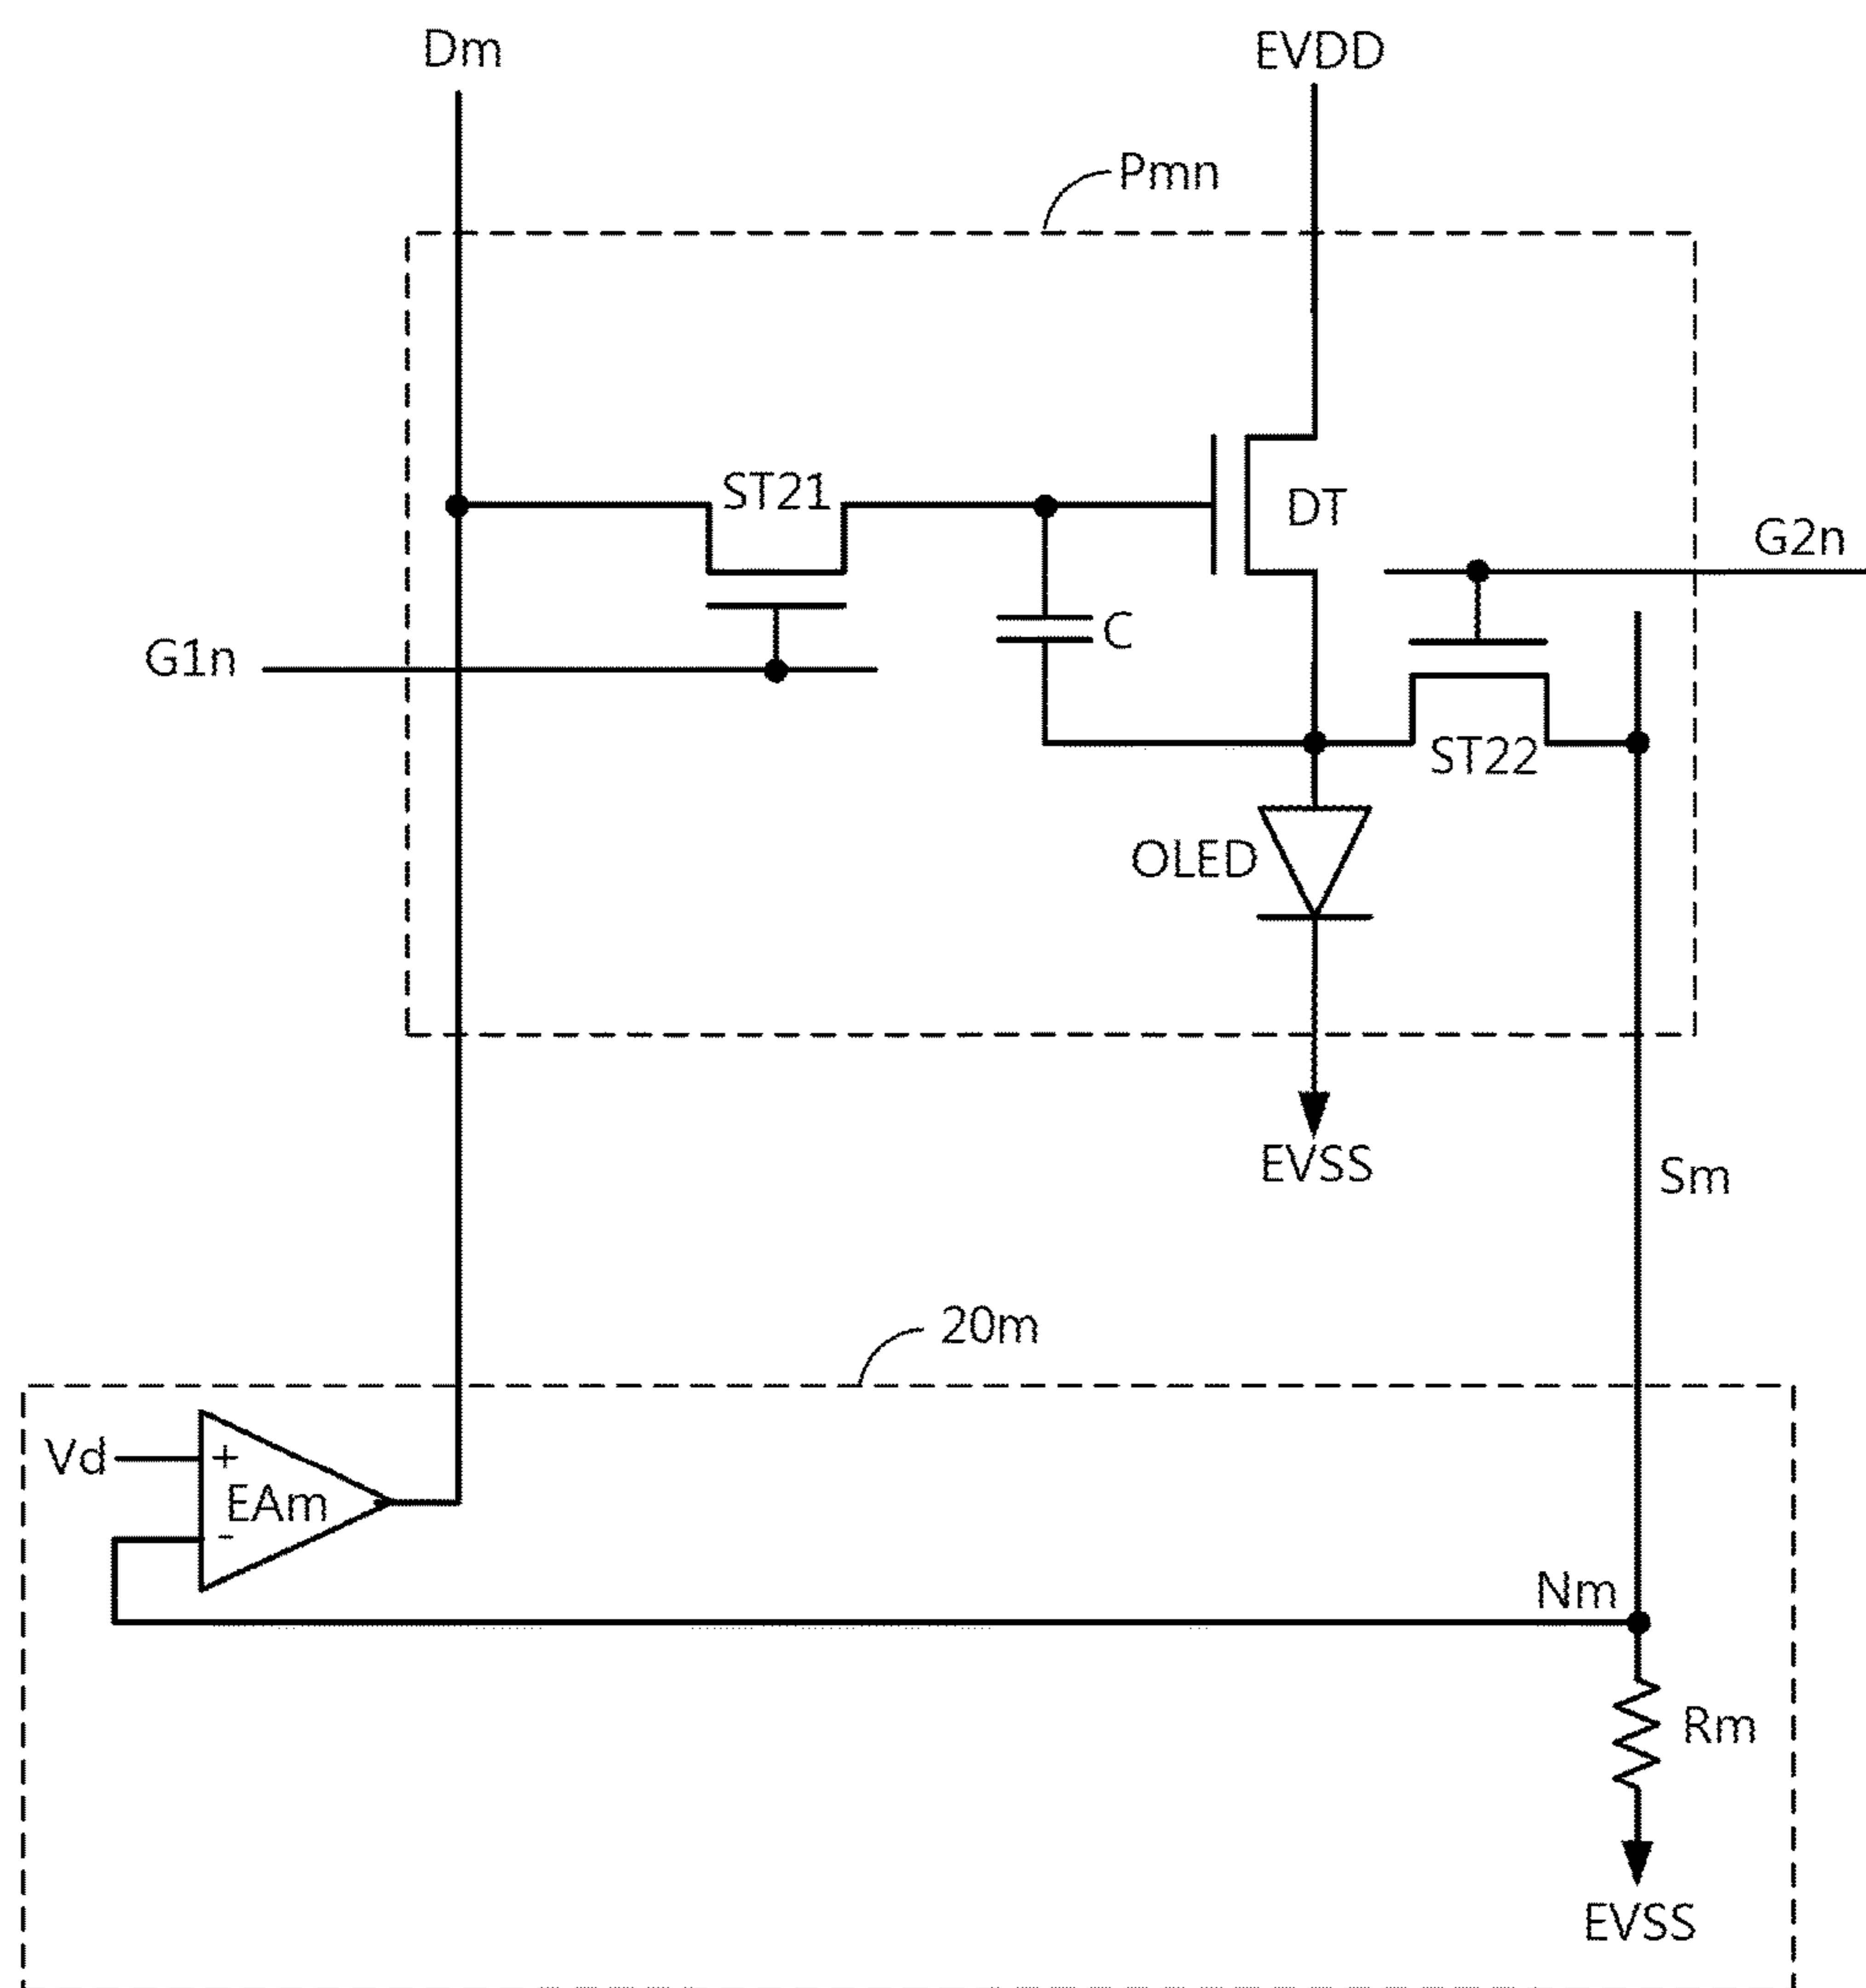 Dm
EVDD
Pmn
ST21
DT
G2n
C
G1n
ST22
OLED
EVSS
Sm
20m
Vd
+
EAm
-
Nm
Rm
EVSS